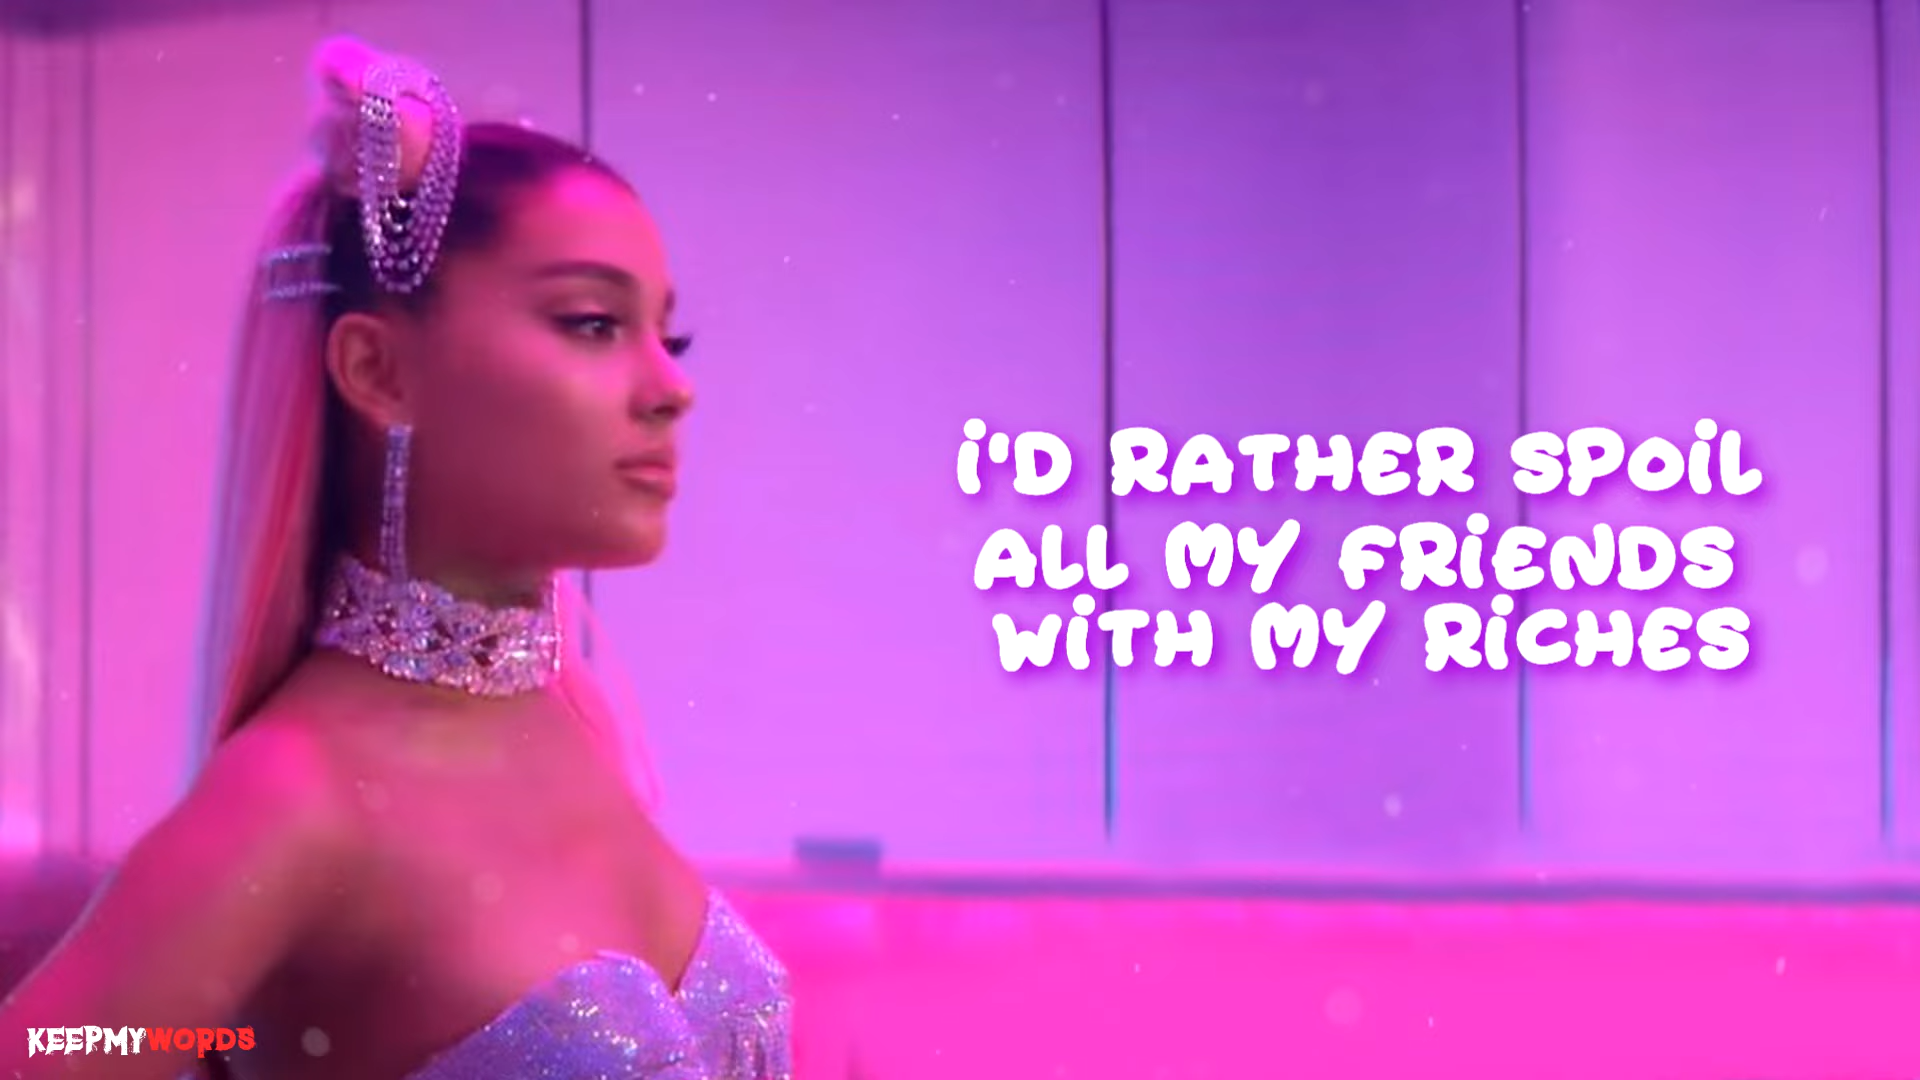 I'D RATHER SPOIL
ALL MY FRIENDS
WITH MY RICHES
KEEPMYWORDS